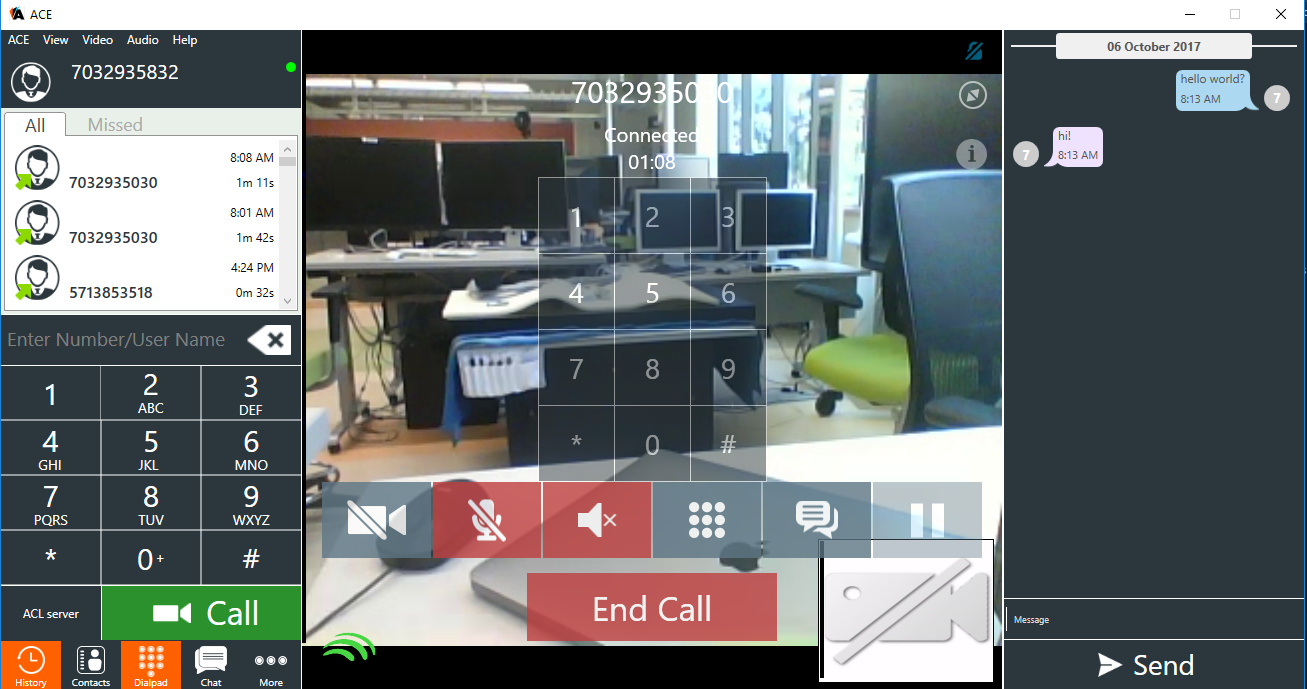 ACE
ACE View Video Audio Help
7032935832
All Missed
8:08 AM
7032935030 1m 11s
8:01 AM
7032935030 1m 42s
4:24 PM
5713853518 0m 32s
Enter Number/User Name
1 2 3
ABC DEF
4 5 6
GHI JKL MNO
7 8 9
PQRS TUV WXYZ
* 0+ #
ACL server Call
History Contacts Dialpad Chat More
7032935030
Connected
01:08
i
1 2 3
4 5 6
7 8 9
* 0 #
End Call
06 October 2017
hello world?
8:13 AM 7
hi!
7 8:13 AM
Message
Send